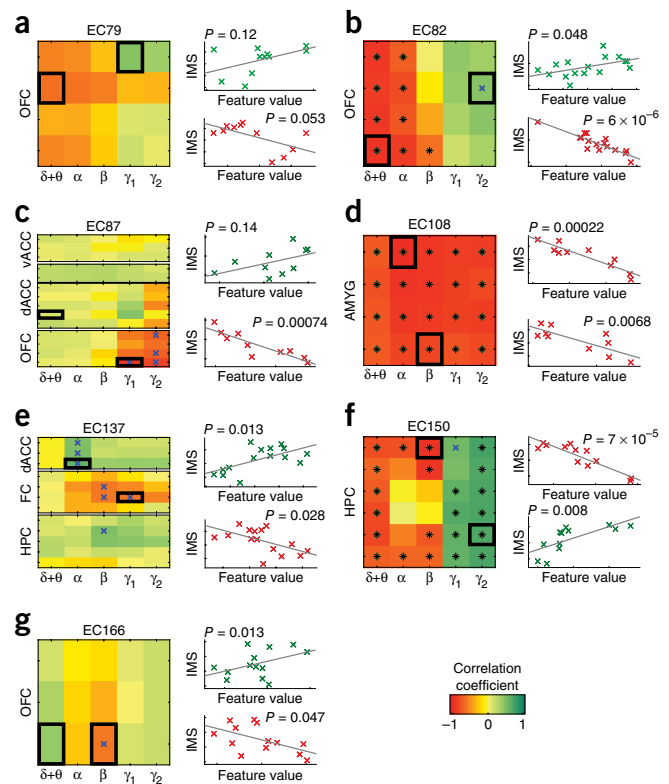 a
EC79
OFC
δ+θ α β γ1 γ2
P = 0.12
IMS
Feature value
P = 0.053
IMS
Feature value
b
EC82
OFC
δ+θ α β γ1 γ2
P = 0.048
IMS
Feature value
P = 6 × 10−6
IMS
Feature value
c
EC87
vACC
dACC
OFC
δ+θ α β γ1 γ2
P = 0.14
IMS
Feature value
P = 0.00074
IMS
Feature value
d
EC108
AMYG
δ+θ α β γ1 γ2
P = 0.00022
IMS
Feature value
P = 0.0068
IMS
Feature value
e
EC137
dACC
FC
HPC
δ+θ α β γ1 γ2
P = 0.013
IMS
Feature value
P = 0.028
IMS
Feature value
f
EC150
HPC
δ+θ α β γ1 γ2
P = 7 × 10−5
IMS
Feature value
P = 0.008
IMS
Feature value
g
EC166
OFC
δ+θ α β γ1 γ2
P = 0.013
IMS
Feature value
P = 0.047
IMS
Feature value
Correlation
coefficient
−1 0 1